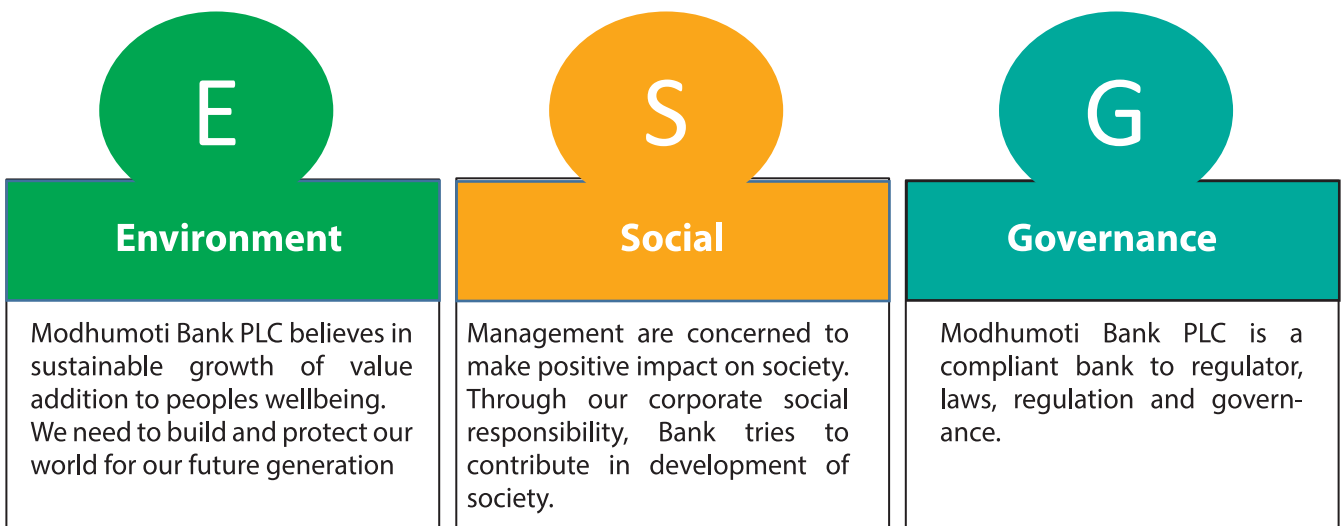 E
Environment
Modhumoti Bank PLC believes in
sustainable growth of value
addition to peoples wellbeing.
We need to build and protect our
world for our future generation
S
Social
Management are concerned to
make positive impact on society.
Through our corporate social
responsibility, Bank tries to
contribute in development of
society.
G
Governance
Modhumoti Bank PLC is a
compliant bank to regulator,
laws, regulation and govern-
ance.